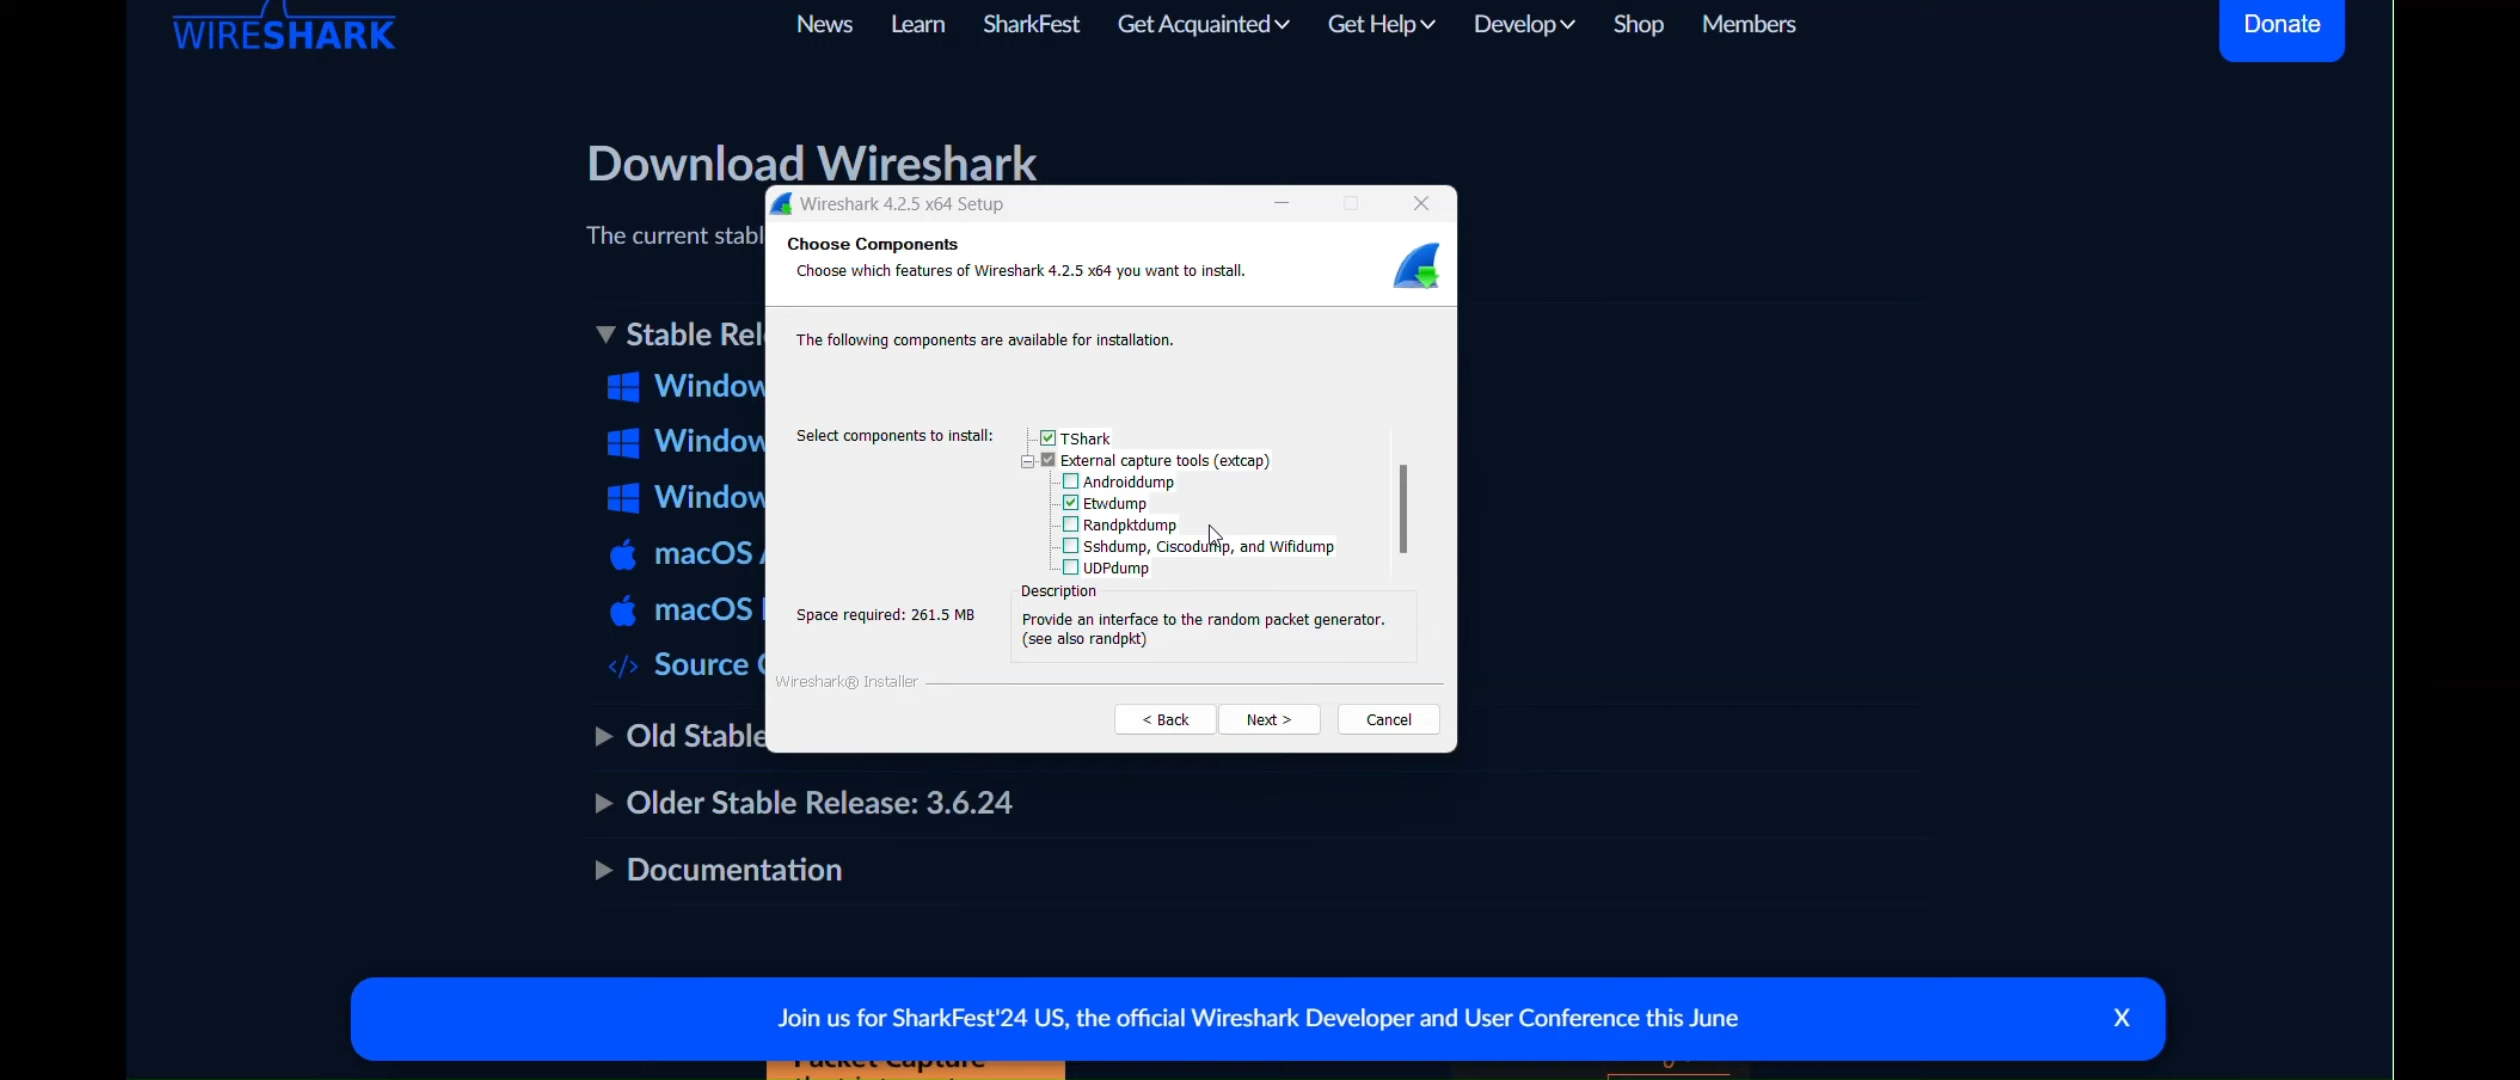 WIRESHARK
News Learn SharkFest Get Acquainted Get Help Develop Shop Members
Donate
Download Wireshark
The current stabl
Stable Rel
Window
Window
Window
macOS
macOS
Source
Old Stable
Older Stable Release: 3.6.24
Documentation
Wireshark 4.2.5 x64 Setup
Choose Components
Choose which features of Wireshark 4.2.5 x64 you want to install.
The following components are available for installation.
Select components to install:
TShark
External capture tools (extcap)
Androiddump
Etwdump
Randpktdump
Sshdump, Ciscodump, and Wifidump
UDPdump
Space required: 261.5 MB
Description
Provide an interface to the random packet generator.
(see also randpkt)
Wireshark® Installer
< Back
Next >
Cancel
Join us for SharkFest'24 US, the official Wireshark Developer and User Conference this June
X
Packet Capture